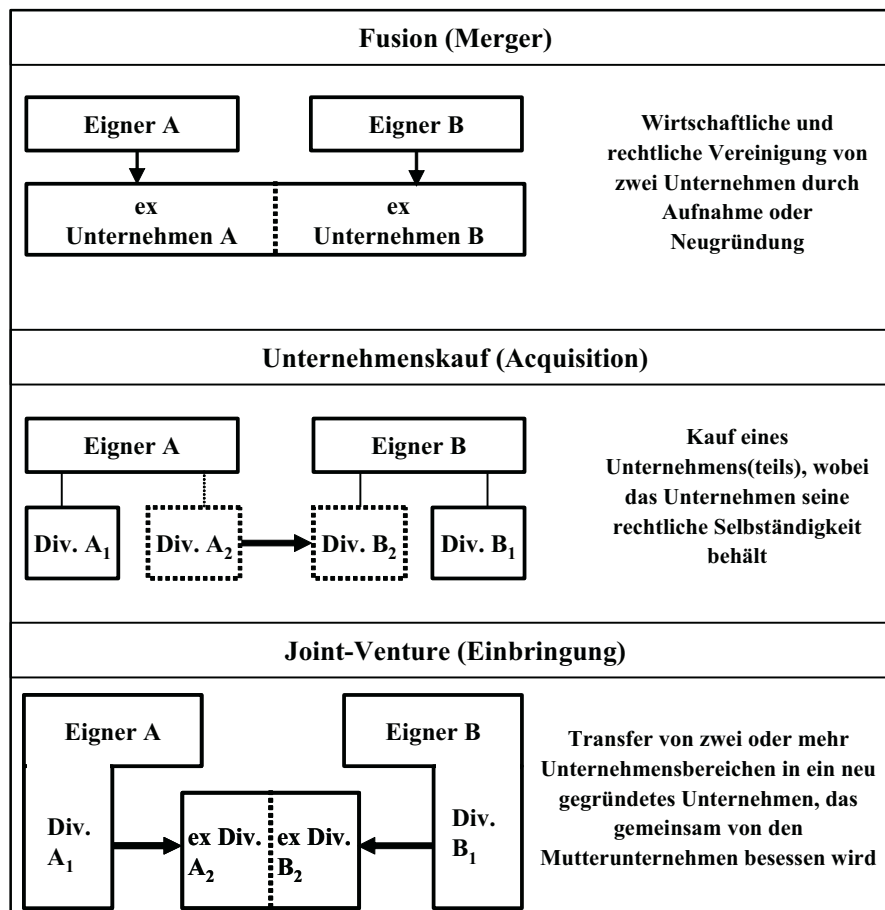 Fusion (Merger)
Eigner A
Eigner B
ex
Unternehmen A
ex
Unternehmen B
Wirtschaftliche und
rechtliche Vereinigung von
zwei Unternehmen durch
Aufnahme oder
Neugründung
Unternehmenskauf (Acquisition)
Eigner A
Eigner B
Div. A₁
Div. A₂
Div. B₂
Div. B₁
Kauf eines
Unternehmens(teils), wobei
das Unternehmen seine
rechtliche Selbständigkeit
behält
Joint-Venture (Einbringung)
Eigner A
Eigner B
Div.
A₁
ex Div.
A₂
ex Div.
B₂
Div.
B₁
Transfer von zwei oder mehr
Unternehmensbereichen in ein neu
gegründetes Unternehmen, das
gemeinsam von den
Mutterunternehmen besessen wird